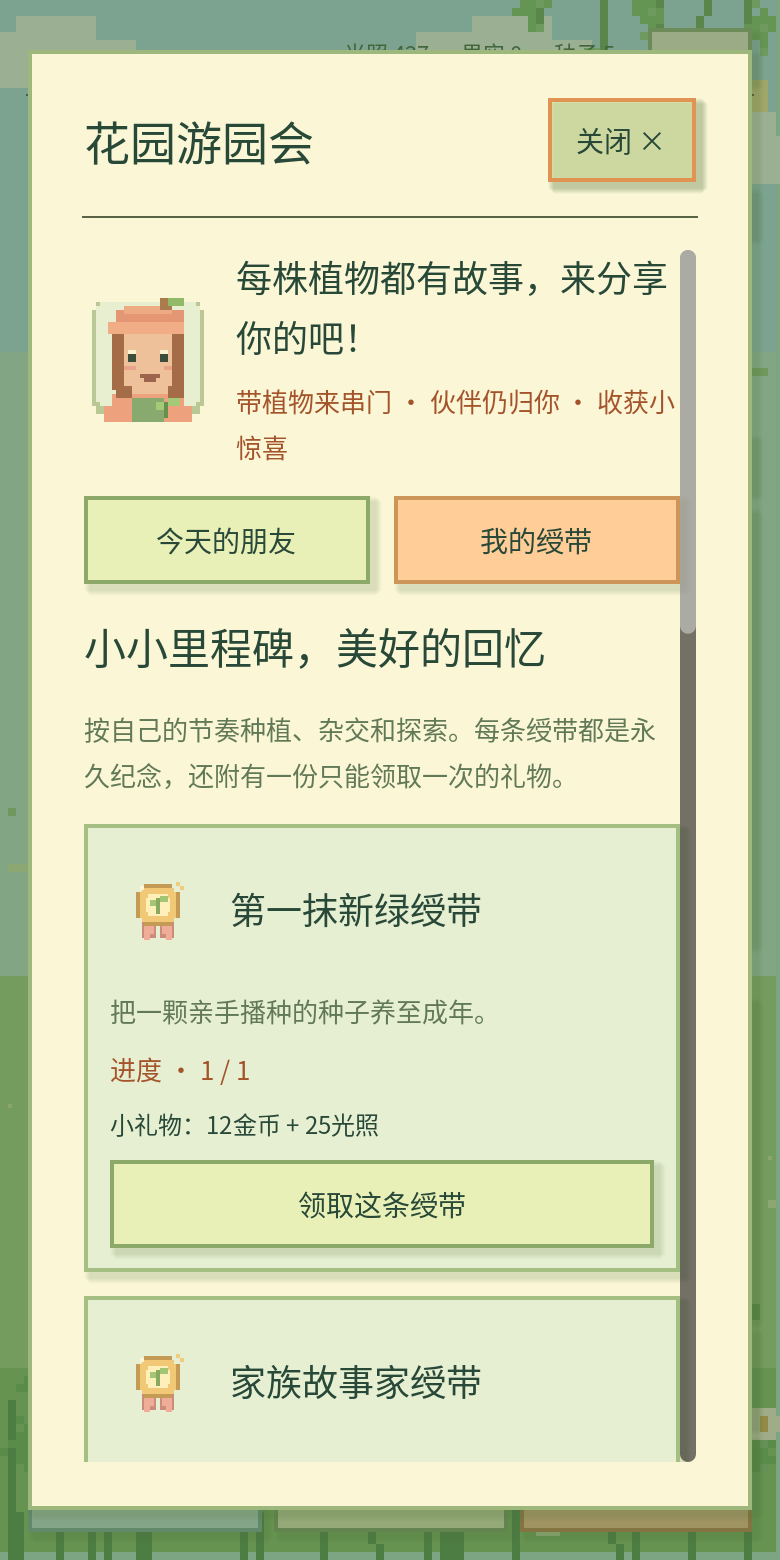 花园游园会
关闭 ×
每株植物都有故事，来分享
你的吧！
带植物来串门 · 伙伴仍归你 · 收获小
惊喜
今天的朋友
我的绶带
小小里程碑，美好的回忆
按自己的节奏种植、杂交和探索。每条绶带都是永
久纪念，还附有一份只能领取一次的礼物。
第一抹新绿绶带
把一颗亲手播种的种子养至成年。
进度 · 1 / 1
小礼物：12金币 + 25光照
领取这条绶带
家族故事家绶带